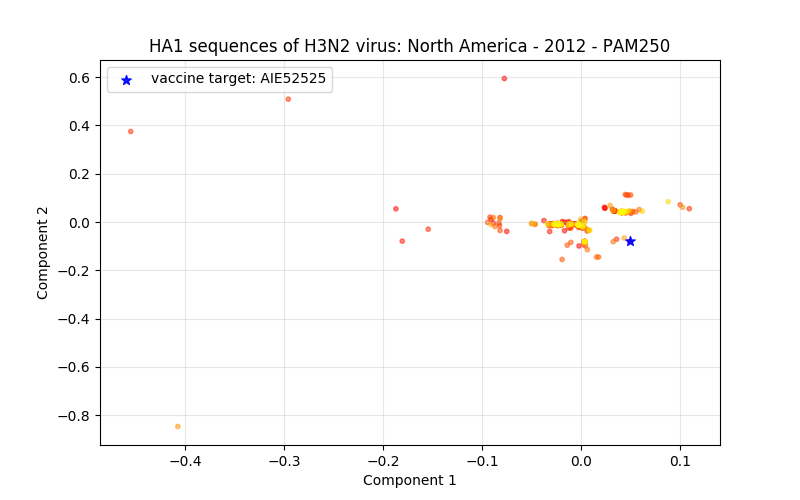 HA1 sequences of H3N2 virus: North America - 2012 - PAM250
vaccine target: AIE52525
0.6
0.4
0.2
0.0
−0.2
−0.4
−0.6
−0.8
Component 2
−0.4 −0.3 −0.2 −0.1 0.0 0.1
Component 1